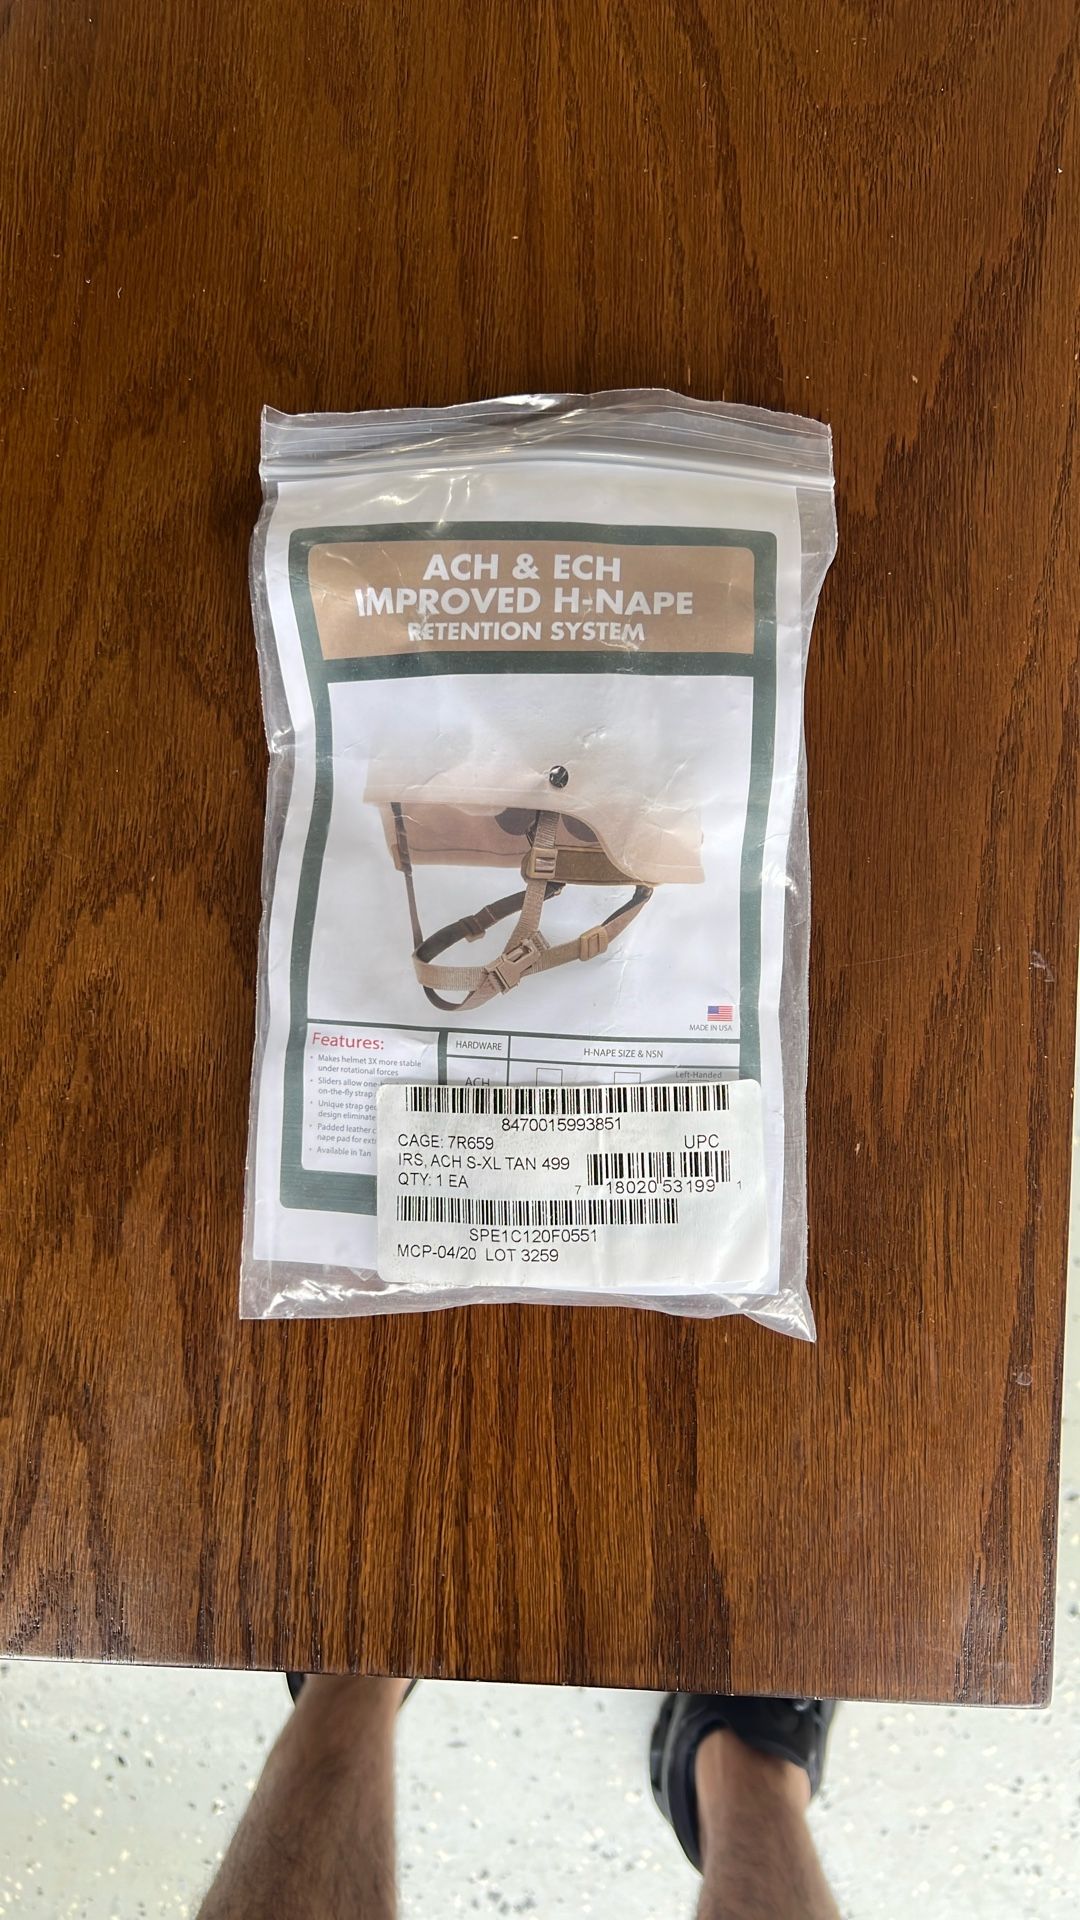 ACH & ECH
IMPROVED H-NAPE
RETENTION SYSTEM
MADE IN USA
Features:
• Makes helmet 3X more stable
under rotational forces
• Sliders allow one-
on-the-fly strap
• Unique strap
design eliminate
• Padded leather
nape pad for
• Available in Tan
HARDWARE
H-NAPE SIZE & NSN
ACH
Left-Handed
8470015993851
CAGE: 7R659
UPC
IRS, ACH S-XL TAN 499
QTY: 1 EA
7 18020 53199 1
SPE1C120F0551
MCP-04/20 LOT 3259